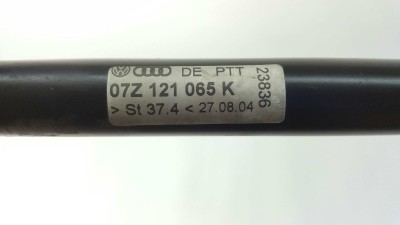 DE PTT
07Z 121 065 K
> St 37.4 < 27.08.04
23836